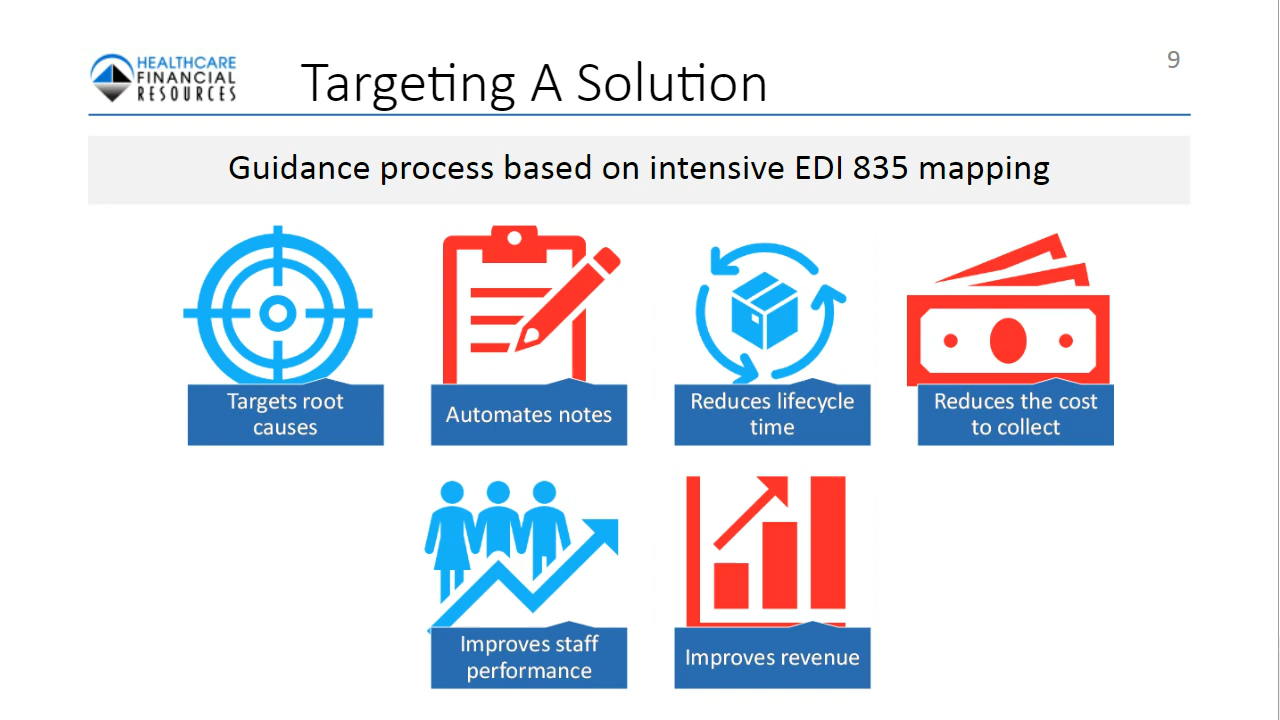 HEALTHCARE
FINANCIAL
RESOURCES
Targeting A Solution
9
Guidance process based on intensive EDI 835 mapping
Targets root
causes
Automates notes
Reduces lifecycle
time
Reduces the cost
to collect
Improves staff
performance
Improves revenue